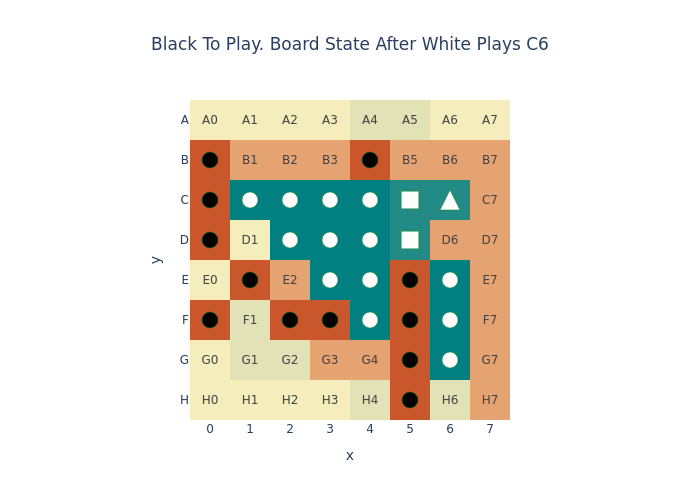 Black To Play. Board State After White Plays C6
A A0 A1 A2 A3 A4 A5 A6 A7
B B1 B2 B3 B5 B6 B7
C C7
D D1 D6 D7
E E0 E2 E7
F F1 F7
G G0 G1 G2 G3 G4 G7
H H0 H1 H2 H3 H4 H6 H7
0 1 2 3 4 5 6 7
x
y